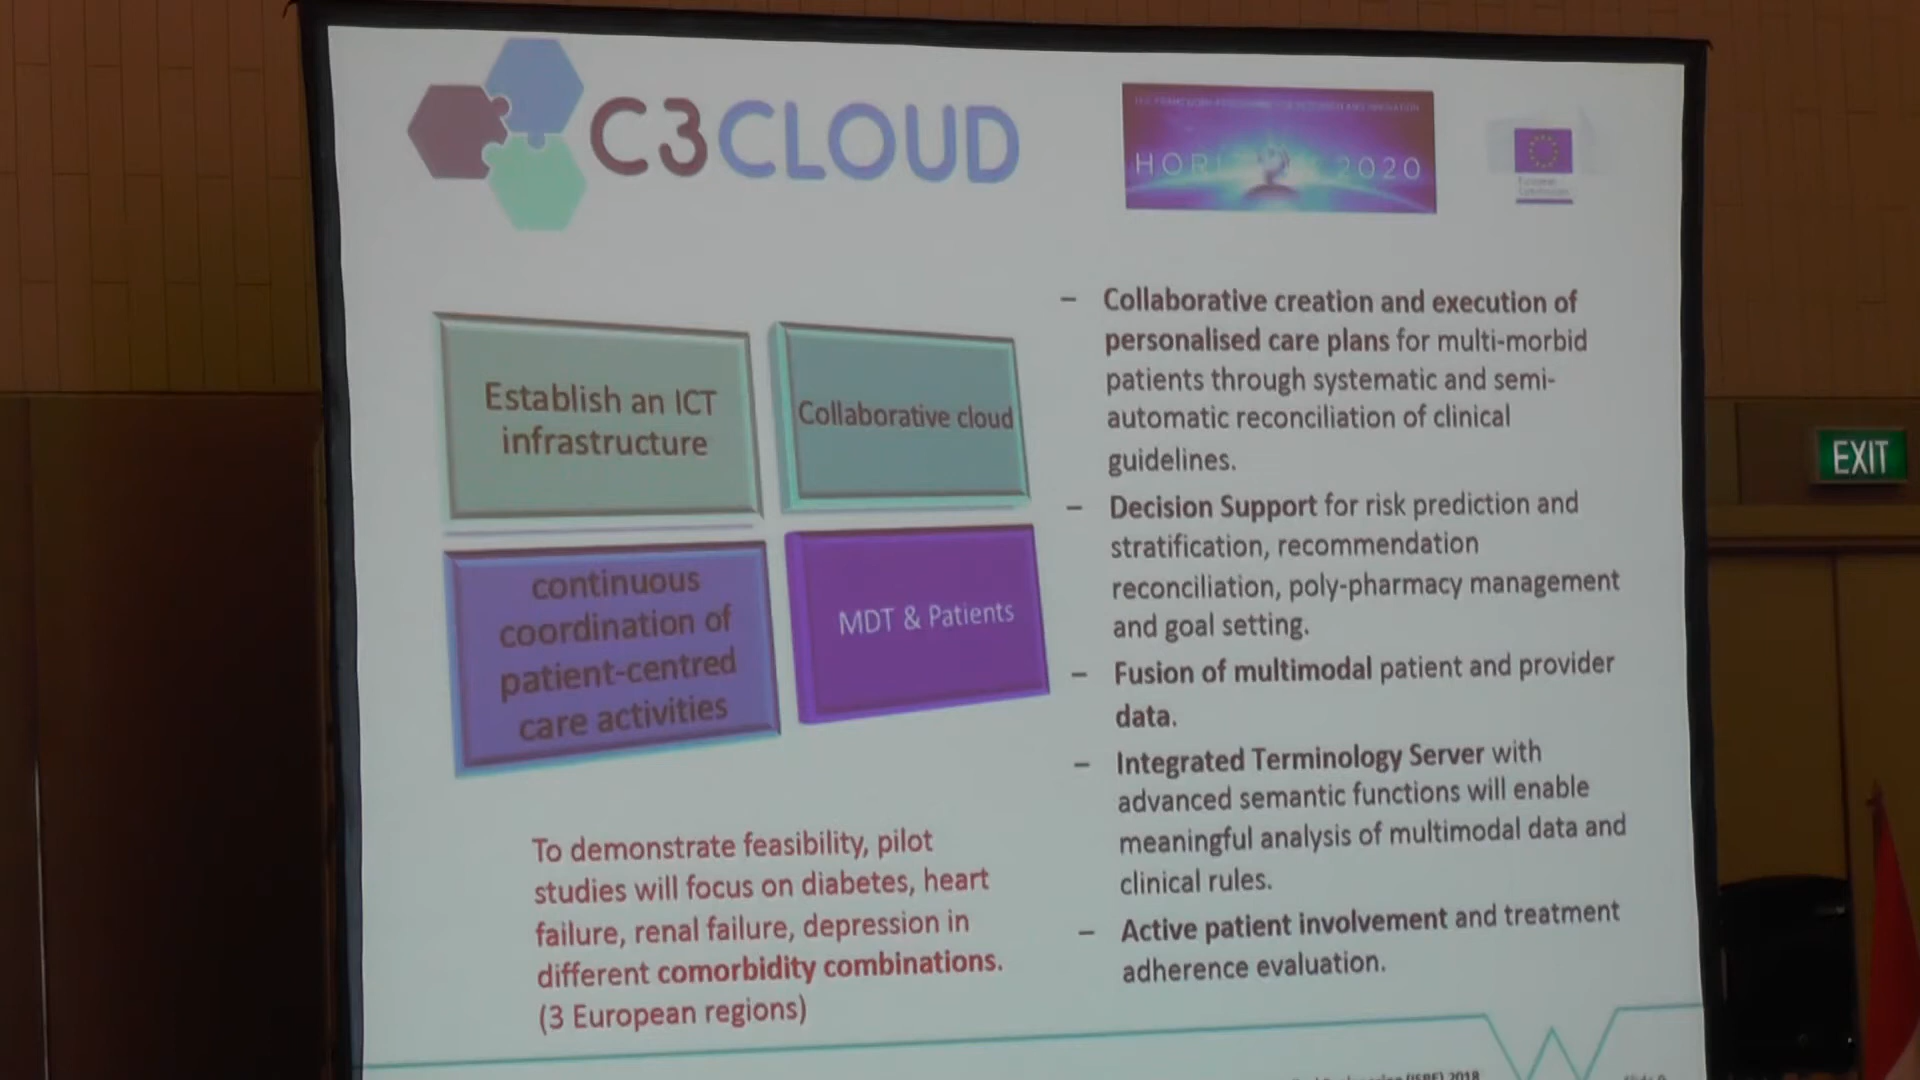 C3CLOUD
HORI 2020
Establish an ICT
infrastructure
Collaborative cloud
continuous
coordination of
patient-centred
care activities
MDT & Patients
To demonstrate feasibility, pilot
studies will focus on diabetes, heart
failure, renal failure, depression in
different comorbidity combinations.
(3 European regions)
– Collaborative creation and execution of
personalised care plans for multi-morbid
patients through systematic and semi-
automatic reconciliation of clinical
guidelines.
– Decision Support for risk prediction and
stratification, recommendation
reconciliation, poly-pharmacy management
and goal setting.
– Fusion of multimodal patient and provider
data.
– Integrated Terminology Server with
advanced semantic functions will enable
meaningful analysis of multimodal data and
clinical rules.
– Active patient involvement and treatment
adherence evaluation.
2018
EXIT